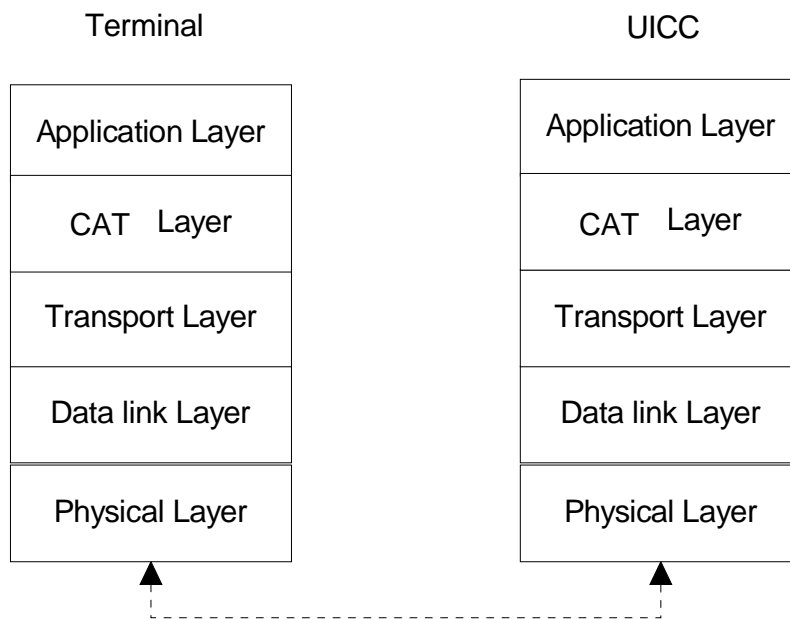 Terminal
UICC
Application Layer
CAT Layer
Transport Layer
Data link Layer
Physical Layer
Application Layer
CAT Layer
Transport Layer
Data link Layer
Physical Layer